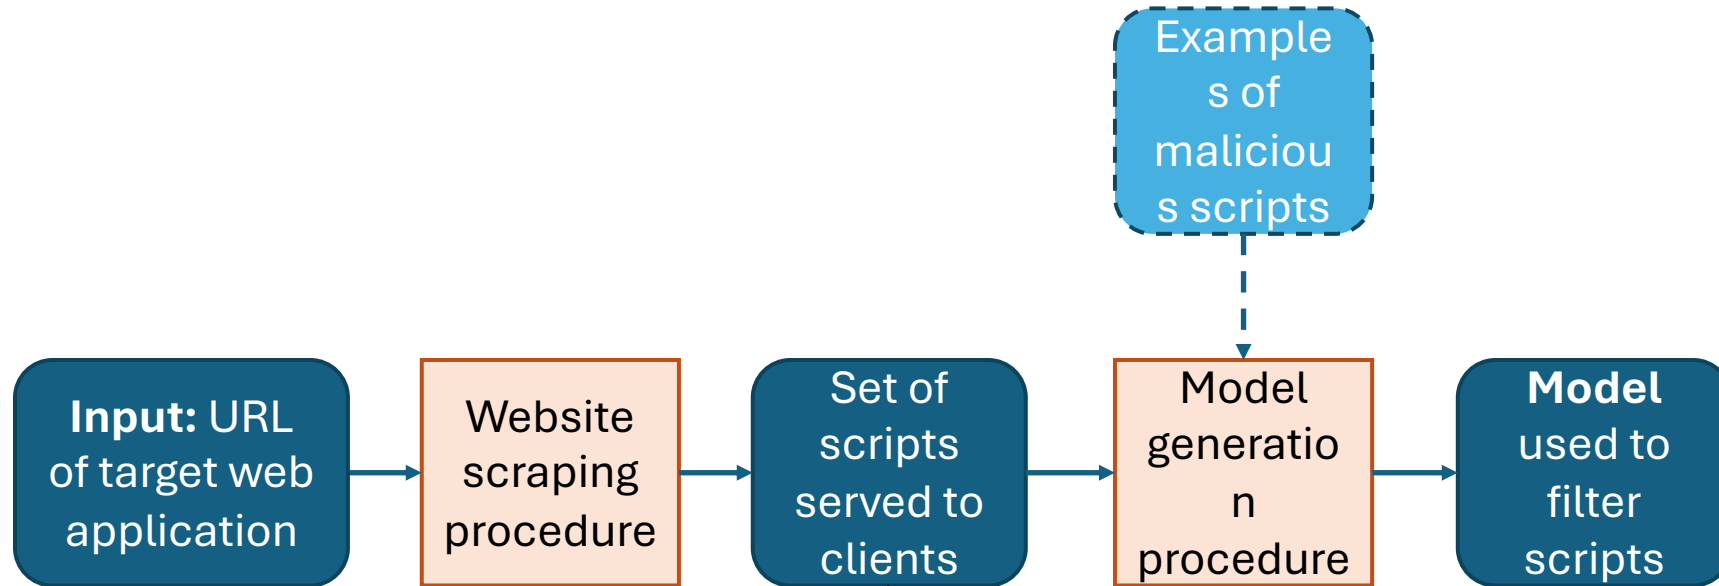 Example
s of
maliciou
s scripts
Input: URL
of target web
application
Website
scraping
procedure
Set of
scripts
served to
clients
Model
generatio
n
procedure
Model
used to
filter
scripts